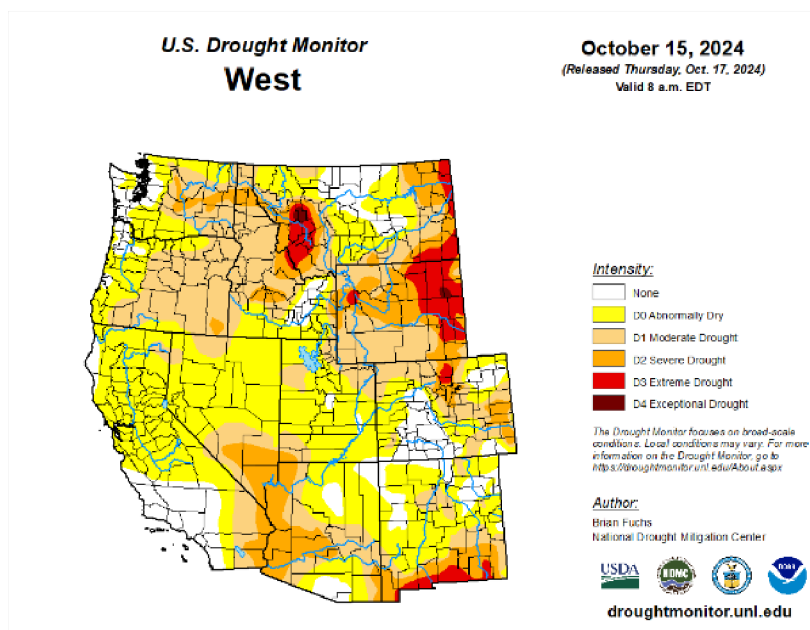 U.S. Drought Monitor
West
October 15, 2024
(Released Thursday, Oct. 17, 2024)
Valid 8 a.m. EDT
Intensity:
None
D0 Abnormally Dry
D1 Moderate Drought
D2 Severe Drought
D3 Extreme Drought
D4 Exceptional Drought
The Drought Monitor focuses on broad-scale
conditions. Local conditions may vary. For more
information on the Drought Monitor, go to
https://droughtmonitor.unl.edu/About.aspx
Author:
Brian Fuchs
National Drought Mitigation Center
USDA
NDMC
NOAA
droughtmonitor.unl.edu